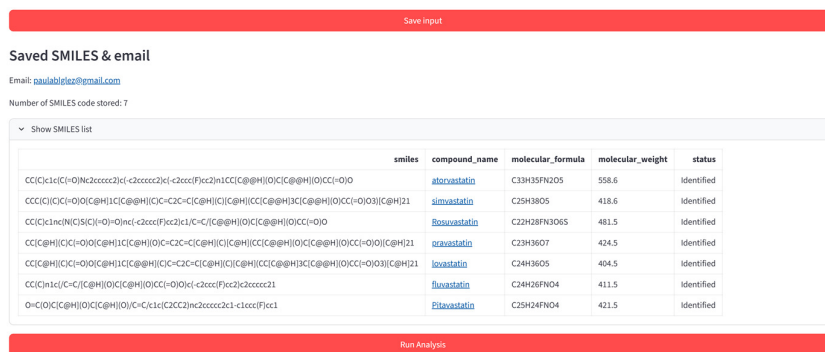 Save input
Saved SMILES & email
Email: paulablglez@gmail.com
Number of SMILES code stored: 7
Show SMILES list
smiles compound_name molecular_formula molecular_weight status
CC(C)c1c(C(=O)Nc2ccccc2)c(-c2ccccc2)c(-c2ccc(F)cc2)n1CC[C@@H](O)C[C@@H](O)CC(=O)O atorvastatin C33H35FN2O5 558.6 Identified
CCC(C)(C)C(=O)O[C@H]1C[C@@H](C)C=C2C=C[C@H](C)[C@H](CC[C@@H]3C[C@@H](O)CC(=O)O3)[C@H]21 simvastatin C25H38O5 418.6 Identified
CC(C)c1nc(N(C)S(C)(=O)=O)nc(-c2ccc(F)cc2)c1/C=C/[C@@H](O)C[C@@H](O)CC(=O)O Rosuvastatin C22H28FN3O6S 481.5 Identified
CC[C@H](C)C(=O)O[C@H]1C[C@H](O)C=C2C=C[C@H](C)[C@H](CC[C@@H](O)C[C@@H](O)CC(=O)O)[C@H]21 pravastatin C23H36O7 424.5 Identified
CC[C@H](C)C(=O)O[C@H]1C[C@@H](C)C=C2C=C[C@H](C)[C@H](CC[C@@H]3C[C@@H](O)CC(=O)O3)[C@H]21 lovastatin C24H36O5 404.5 Identified
CC(C)n1c(/C=C/[C@H](O)C[C@H](O)CC(=O)O)c(-c2ccc(F)cc2)c2ccccc21 fluvastatin C24H26FNO4 411.5 Identified
O=C(O)C[C@H](O)C[C@H](O)/C=C/c1c(C2CC2)nc2ccccc2c1-c1ccc(F)cc1 Pitavastatin C25H24FNO4 421.5 Identified
Run Analysis